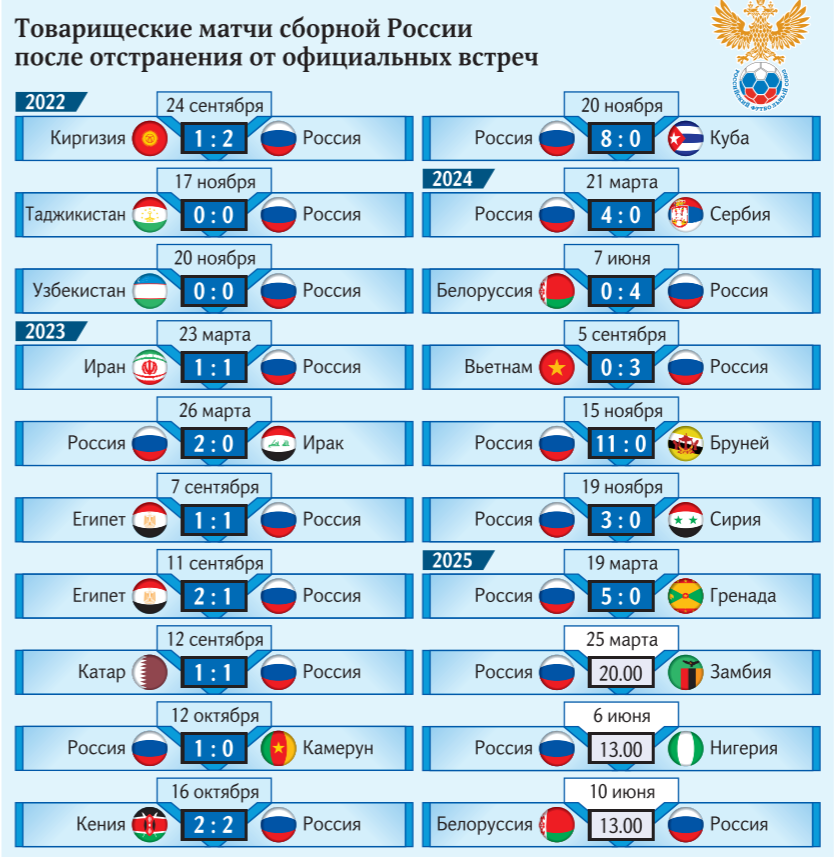 Товарищеские матчи сборной России
после отстранения от официальных встреч
РОССИЙСКИЙ ФУТБОЛЬНЫЙ СОЮЗ
2022
24 сентября
Киргизия 1 : 2 Россия
17 ноября
Таджикистан 0 : 0 Россия
20 ноября
Узбекистан 0 : 0 Россия
2023
23 марта
Иран 1 : 1 Россия
26 марта
Россия 2 : 0 Ирак
7 сентября
Египет 1 : 1 Россия
11 сентября
Египет 2 : 1 Россия
12 сентября
Катар 1 : 1 Россия
12 октября
Россия 1 : 0 Камерун
16 октября
Кения 2 : 2 Россия
20 ноября
Россия 8 : 0 Куба
2024
21 марта
Россия 4 : 0 Сербия
7 июня
Белоруссия 0 : 4 Россия
5 сентября
Вьетнам 0 : 3 Россия
15 ноября
Россия 11 : 0 Бруней
19 ноября
Россия 3 : 0 Сирия
2025
19 марта
Россия 5 : 0 Гренада
25 марта
Россия 20.00 Замбия
6 июня
Россия 13.00 Нигерия
10 июня
Белоруссия 13.00 Россия